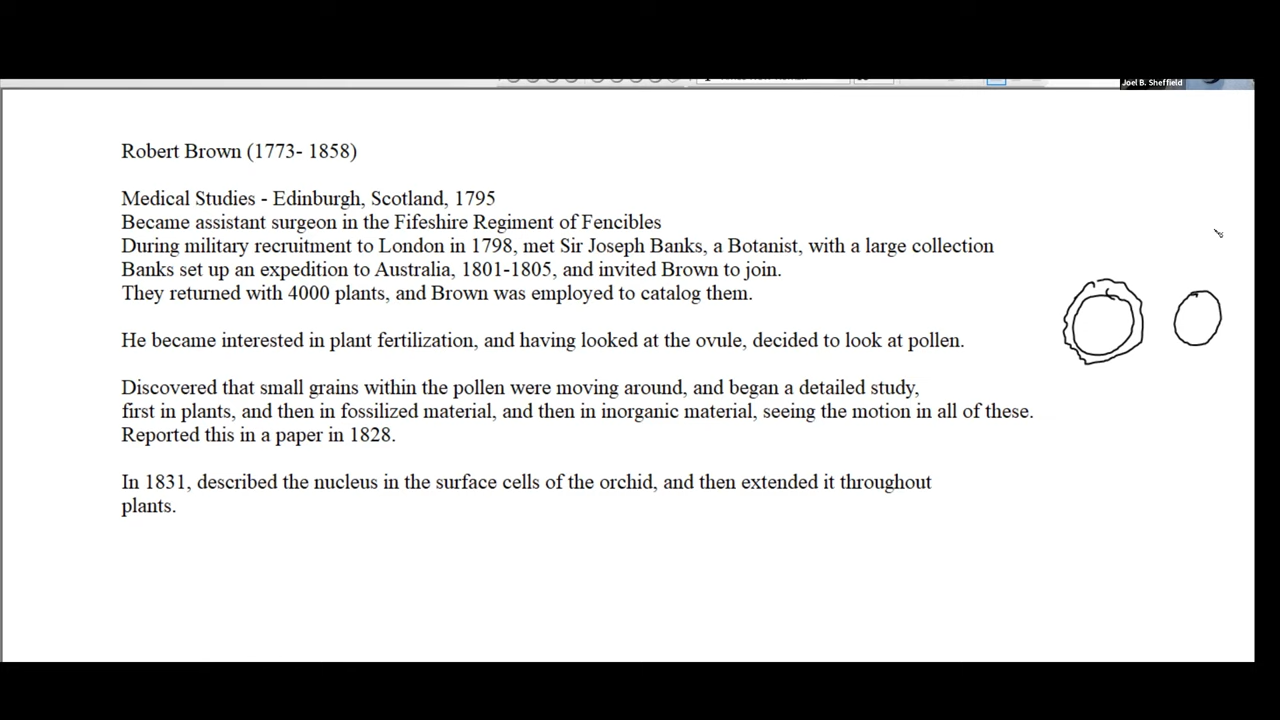 Joel B. Sheffield
Robert Brown (1773- 1858)
Medical Studies - Edinburgh, Scotland, 1795
Became assistant surgeon in the Fifeshire Regiment of Fencibles
During military recruitment to London in 1798, met Sir Joseph Banks, a Botanist, with a large collection
Banks set up an expedition to Australia, 1801-1805, and invited Brown to join.
They returned with 4000 plants, and Brown was employed to catalog them.
He became interested in plant fertilization, and having looked at the ovule, decided to look at pollen.
Discovered that small grains within the pollen were moving around, and began a detailed study,
first in plants, and then in fossilized material, and then in inorganic material, seeing the motion in all of these.
Reported this in a paper in 1828.
In 1831, described the nucleus in the surface cells of the orchid, and then extended it throughout
plants.